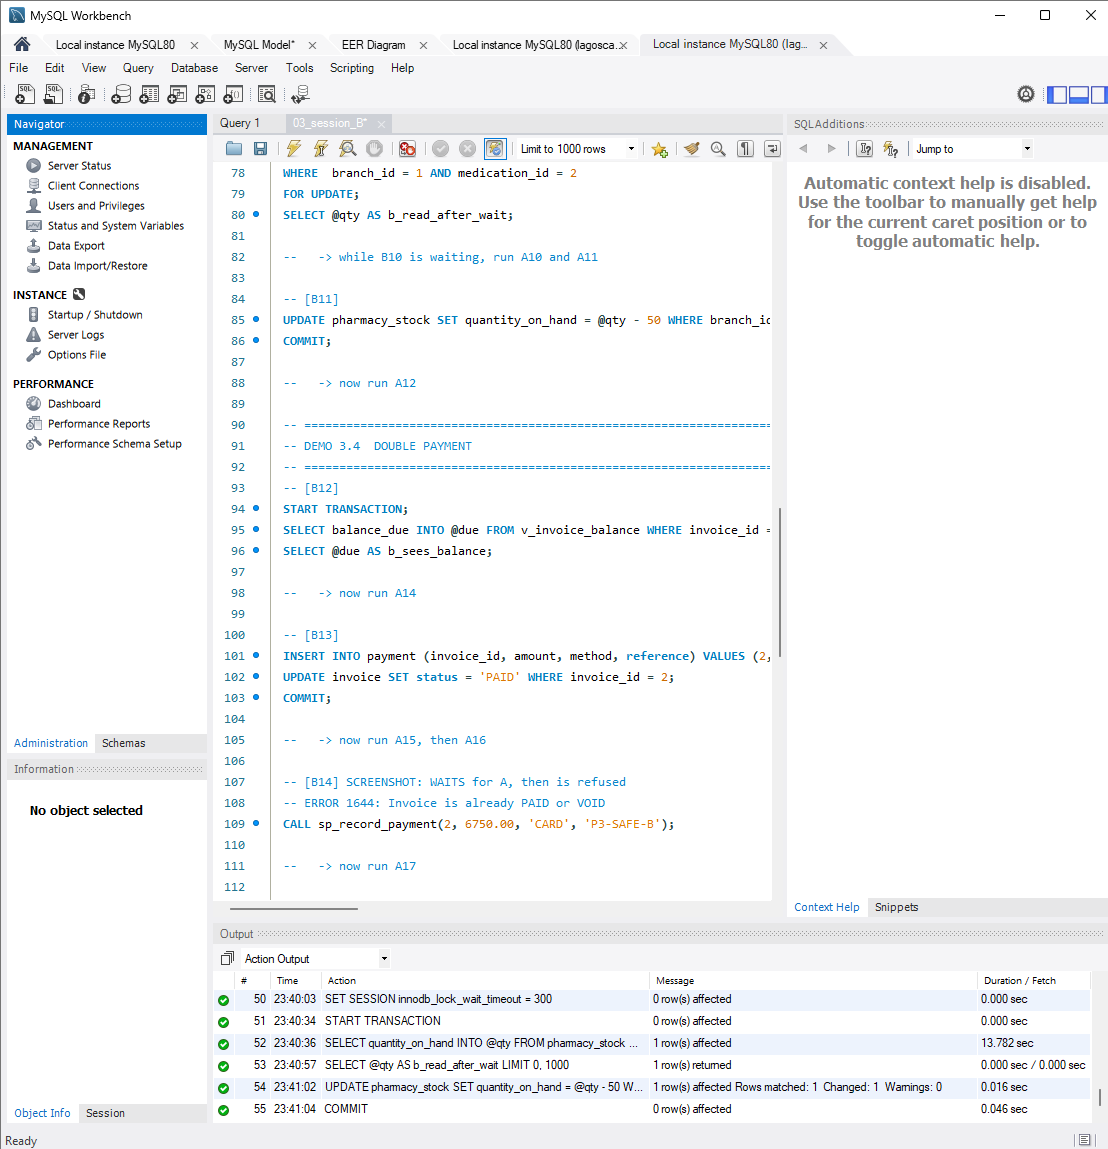 MySQL Workbench
Local instance MySQL80
MySQL Model*
EER Diagram
Local instance MySQL80 (lagosca...
Local instance MySQL80 (lag...
File Edit View Query Database Server Tools Scripting Help
Navigator
MANAGEMENT
Server Status
Client Connections
Users and Privileges
Status and System Variables
Data Export
Data Import/Restore
INSTANCE
Startup / Shutdown
Server Logs
Options File
PERFORMANCE
Dashboard
Performance Reports
Performance Schema Setup
Administration Schemas
Information
No object selected
Object Info Session
Query 1 03_session_B*
Limit to 1000 rows
78 WHERE branch_id = 1 AND medication_id = 2
79 FOR UPDATE;
80 SELECT @qty AS b_read_after_wait;
81
82 -- -> while B10 is waiting, run A10 and A11
83
84 -- [B11]
85 UPDATE pharmacy_stock SET quantity_on_hand = @qty - 50 WHERE branch_ic
86 COMMIT;
87
88 -- -> now run A12
89
90 -- ===================================================================
91 -- DEMO 3.4 DOUBLE PAYMENT
92 -- ===================================================================
93 -- [B12]
94 START TRANSACTION;
95 SELECT balance_due INTO @due FROM v_invoice_balance WHERE invoice_id =
96 SELECT @due AS b_sees_balance;
97
98 -- -> now run A14
99
100 -- [B13]
101 INSERT INTO payment (invoice_id, amount, method, reference) VALUES (2,
102 UPDATE invoice SET status = 'PAID' WHERE invoice_id = 2;
103 COMMIT;
104
105 -- -> now run A15, then A16
106
107 -- [B14] SCREENSHOT: WAITS for A, then is refused
108 -- ERROR 1644: Invoice is already PAID or VOID
109 CALL sp_record_payment(2, 6750.00, 'CARD', 'P3-SAFE-B');
110
111 -- -> now run A17
112
SQLAdditions
Jump to
Automatic context help is disabled.
Use the toolbar to manually get help
for the current caret position or to
toggle automatic help.
Context Help Snippets
Output
Action Output
# Time Action Message Duration / Fetch
50 23:40:03 SET SESSION innodb_lock_wait_timeout = 300 0 row(s) affected 0.000 sec
51 23:40:34 START TRANSACTION 0 row(s) affected 0.000 sec
52 23:40:36 SELECT quantity_on_hand INTO @qty FROM pharmacy_stock ... 1 row(s) affected 13.782 sec
53 23:40:57 SELECT @qty AS b_read_after_wait LIMIT 0, 1000 1 row(s) returned 0.000 sec / 0.000 sec
54 23:41:02 UPDATE pharmacy_stock SET quantity_on_hand = @qty - 50 W... 1 row(s) affected Rows matched: 1 Changed: 1 Warnings: 0 0.016 sec
55 23:41:04 COMMIT 0 row(s) affected 0.046 sec
Ready